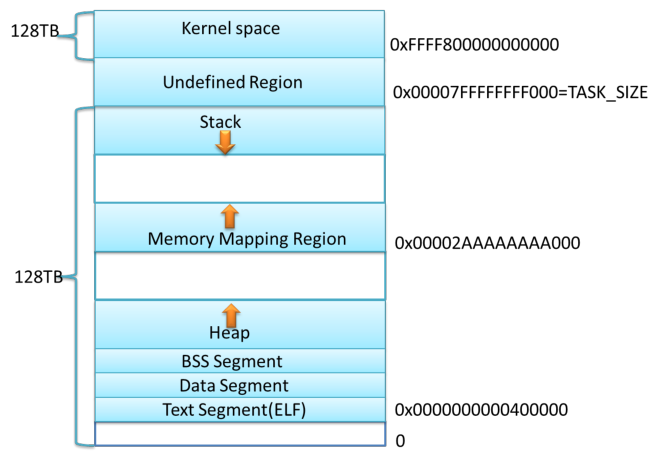 128TB
Kernel space
0xFFFF800000000000
Undefined Region
0x00007FFFFFFFF000=TASK_SIZE
Stack
Memory Mapping Region
0x00002AAAAAAAA000
128TB
Heap
BSS Segment
Data Segment
Text Segment(ELF)
0x0000000000400000
0